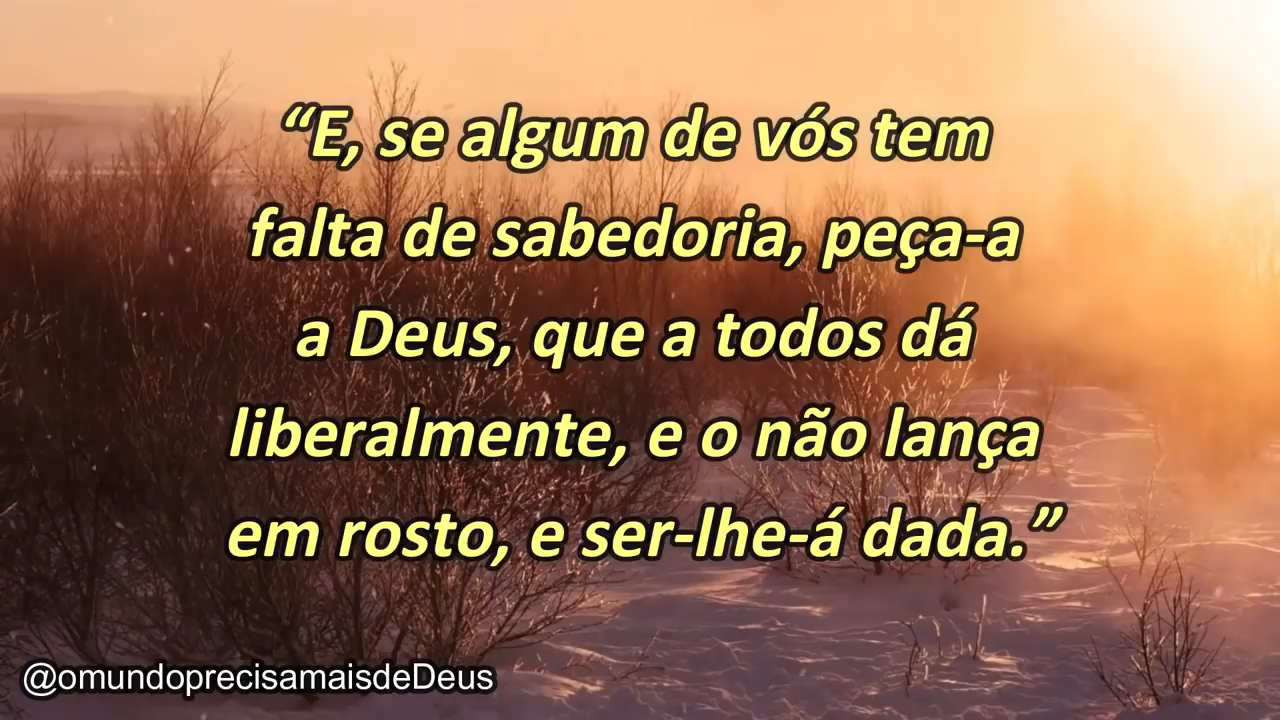 “E, se algum de vós tem
falta de sabedoria, peça-a
a Deus, que a todos dá
liberalmente, e o não lança
em rosto, e ser-lhe-á dada.”
@omundoprecisamaisdeDeus